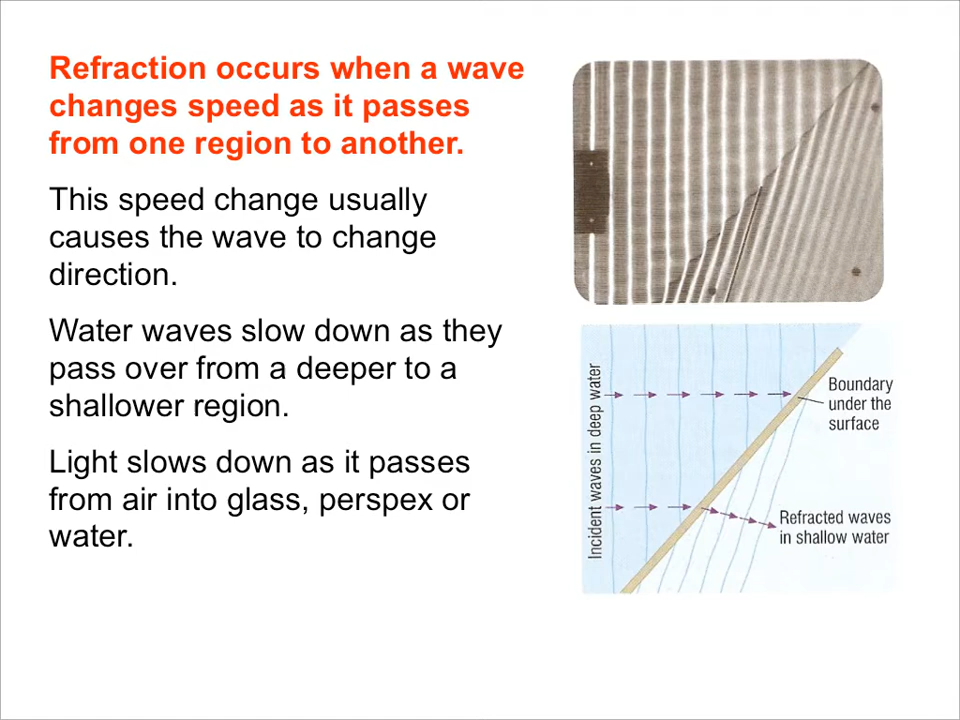 Refraction occurs when a wave
changes speed as it passes
from one region to another.
This speed change usually
causes the wave to change
direction.
Water waves slow down as they
pass over from a deeper to a
shallower region.
Light slows down as it passes
from air into glass, perspex or
water.
Incident waves in deep water
Boundary
under the
surface
Refracted waves
in shallow water